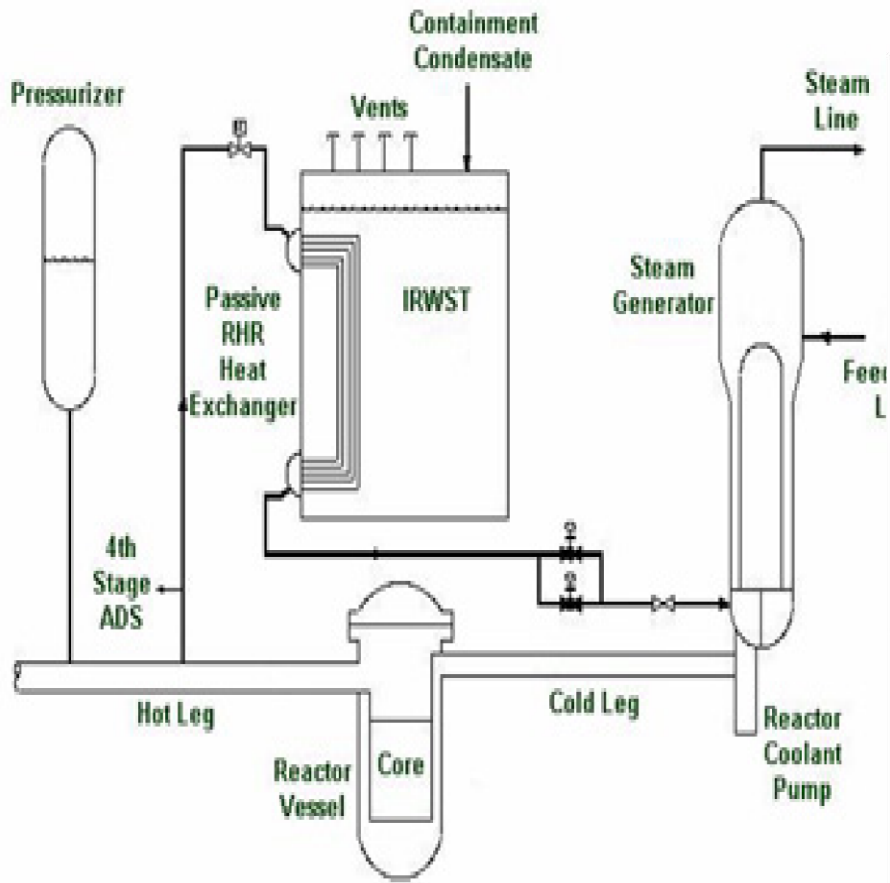 Containment
Condensate
Pressurizer
Vents
Steam
Line
Passive
RHR
Heat
Exchanger
IRWST
Steam
Generator
Feed
L
4th
Stage
ADS
Hot Leg
Cold Leg
Reactor
Vessel
Core
Reactor
Coolant
Pump